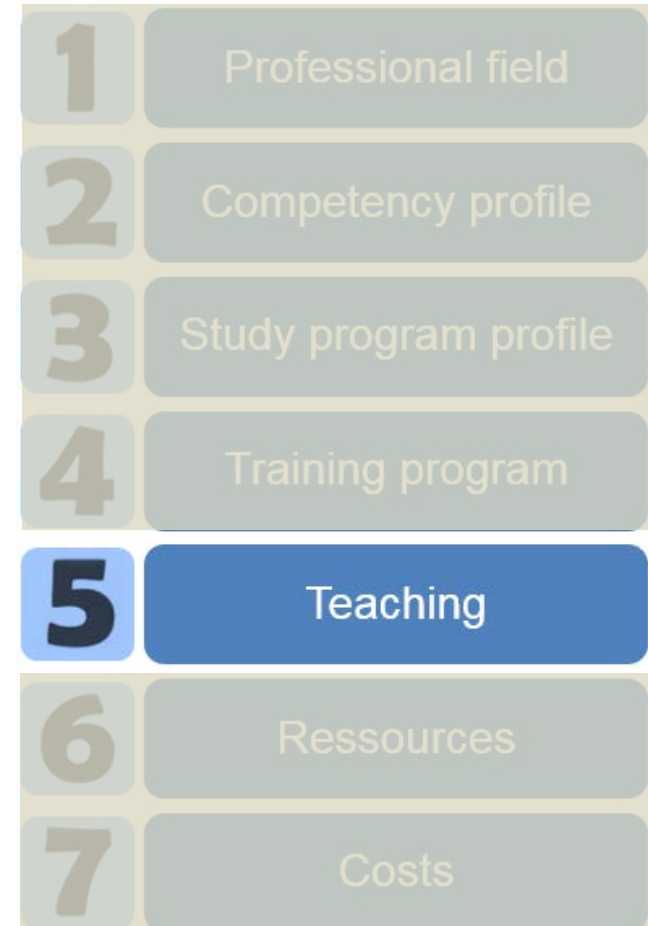 1 Professional field
2 Competency profile
3 Study program profile
4 Training program
5 Teaching
6 Ressources
7 Costs